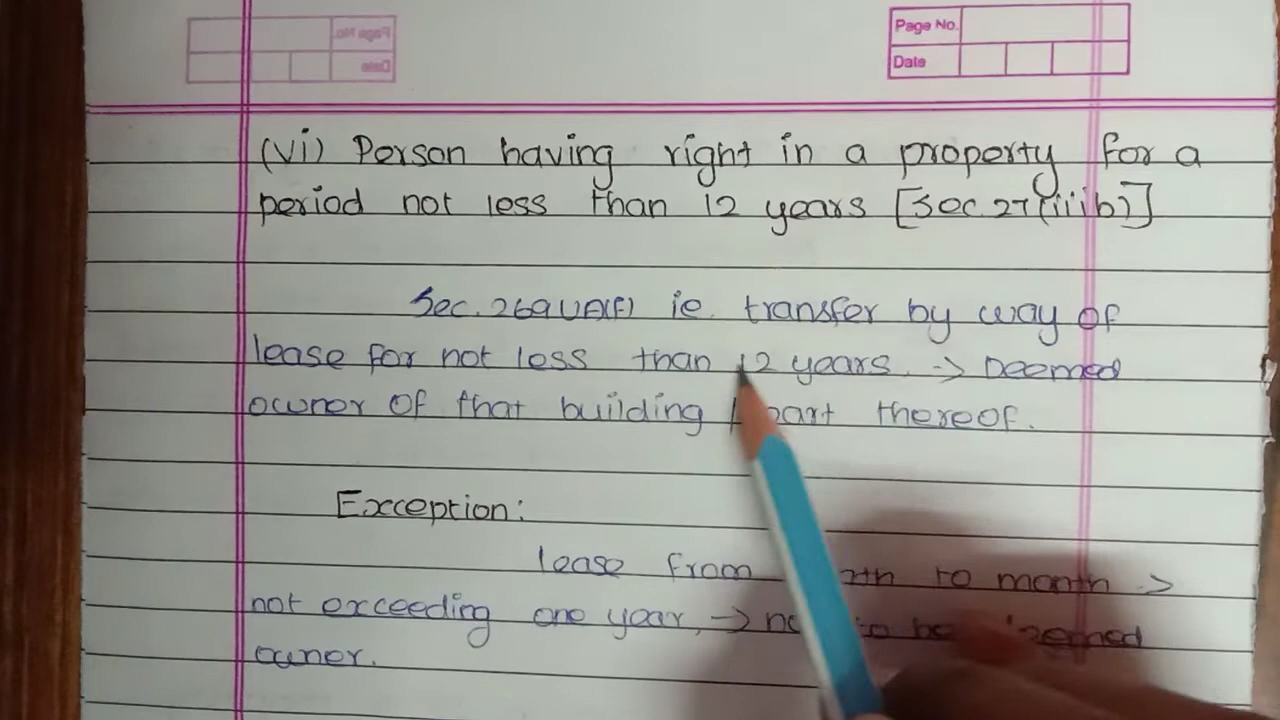 Page No.
Date
(vi) Person having right in a property for a
period not less than 12 years [Sec.27(iiib)]
Sec.269UA(F) ie. transfer by way of
lease for not less than 12 years. -> Deemed
owner of that building / part thereof.
Exception:
lease from to month ->
not exceeding one year, -> to be
owner.